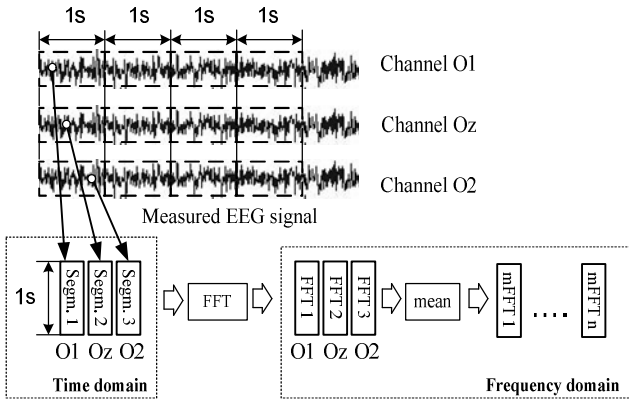 1s 1s 1s 1s
Channel O1
Channel Oz
Channel O2
Measured EEG signal
1s
Segm. 1
Segm. 2
Segm. 3
O1 Oz O2
Time domain
FFT
FFT 1
FFT 2
FFT 3
O1 Oz O2
mean
mFFT 1
....
mFFT n
Frequency domain